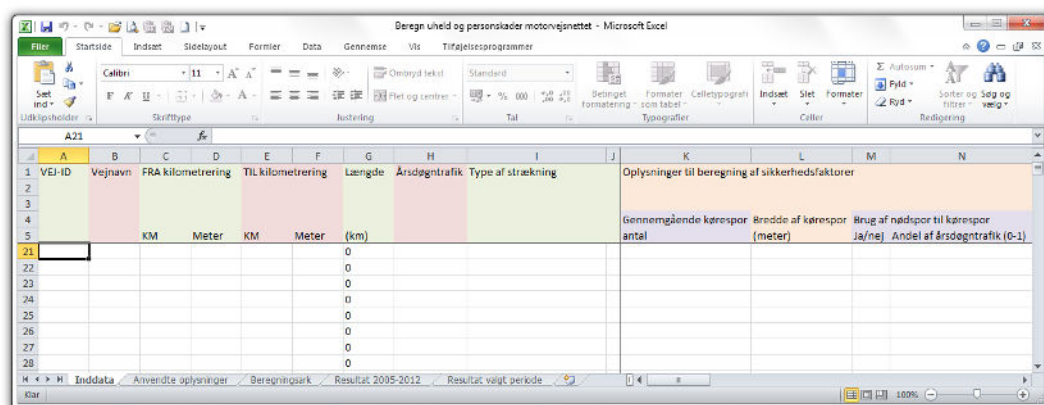 Beregn uheld og personskader motorvejsnettet - Microsoft Excel
Filer Startside Indsæt Sidelayout Formler Data Gennemse Vis Tilføjelsesprogrammer
Calibri 11 A A Ombryd tekst Standard Σ Autosum
Sæt ind F K U A Flet og centrer % 000 Betinget formatering Formater som tabel Celletypografi Indsæt Slet Formater Fyld Ryd Sorter og filtrer Søg og vælg
Udklipsholder Skrifttype Justering Tal Typografier Celler Redigering
A21 fx
A B C D E F G H I J K L M N
1 VEJ-ID Vejnavn FRA kilometrering TIL kilometrering Længde Årsdøgntrafik Type af strækning Oplysninger til beregning af sikkerhedsfaktorer
2
3
4 Gennemgående kørespor Bredde af kørespor Brug af nødspor til kørespor
5 KM Meter KM Meter (km) antal (meter) Ja/nej Andel af årsdøgntrafik (0-1)
21 0
22 0
23 0
24 0
25 0
26 0
27 0
28 0
Inddata Anvendte oplysninger Beregningsark Resultat 2005-2012 Resultat valgt periode
Klar 100%